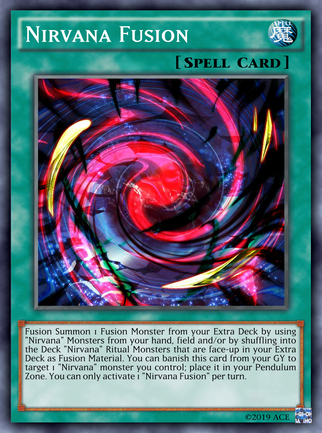 Nirvana Fusion
[Spell Card]
Fusion Summon 1 Fusion Monster from your Extra Deck by using
"Nirvana" Monsters from your hand, field and/or by shuffling into
the Deck "Nirvana" Ritual Monsters that are face-up in your Extra
Deck as Fusion Material. You can banish this card from your GY to
target 1 "Nirvana" monster you control; place it in your Pendulum
Zone. You can only activate 1 "Nirvana Fusion" per turn.
©2019 ACE